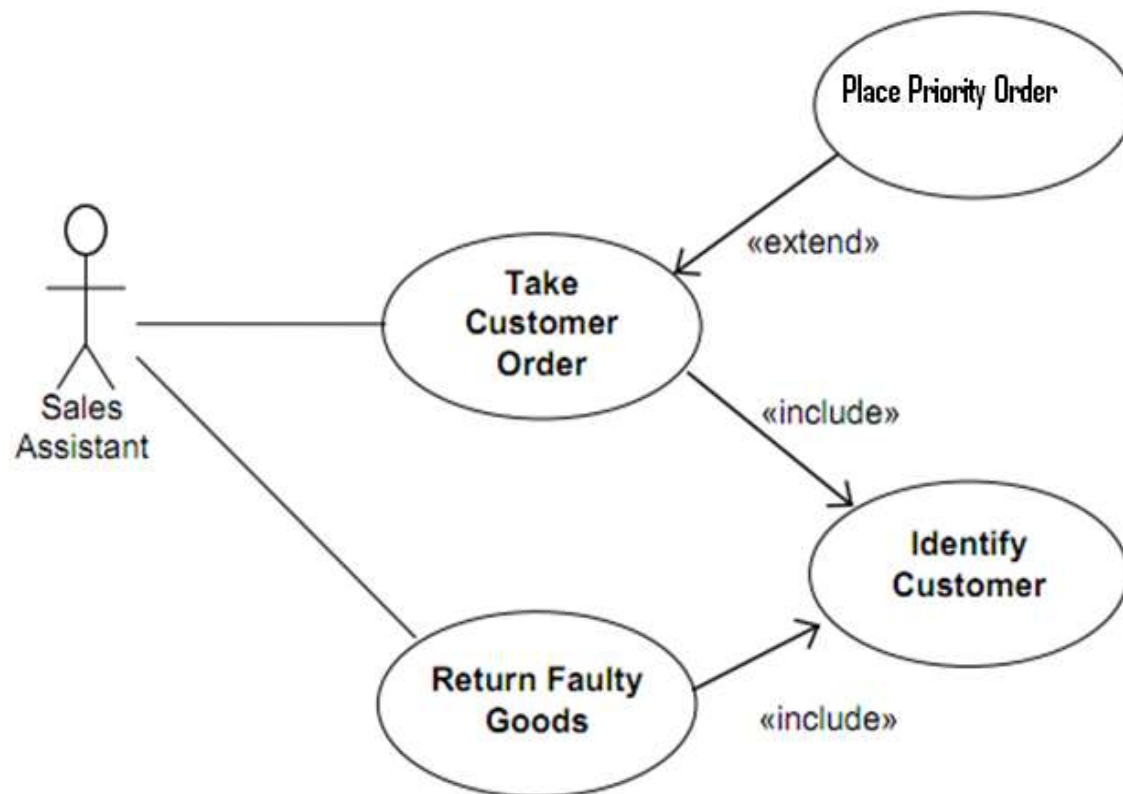 Place Priority Order
«extend»
Take
Customer
Order
Sales
Assistant
«include»
Identify
Customer
Return Faulty
Goods
«include»